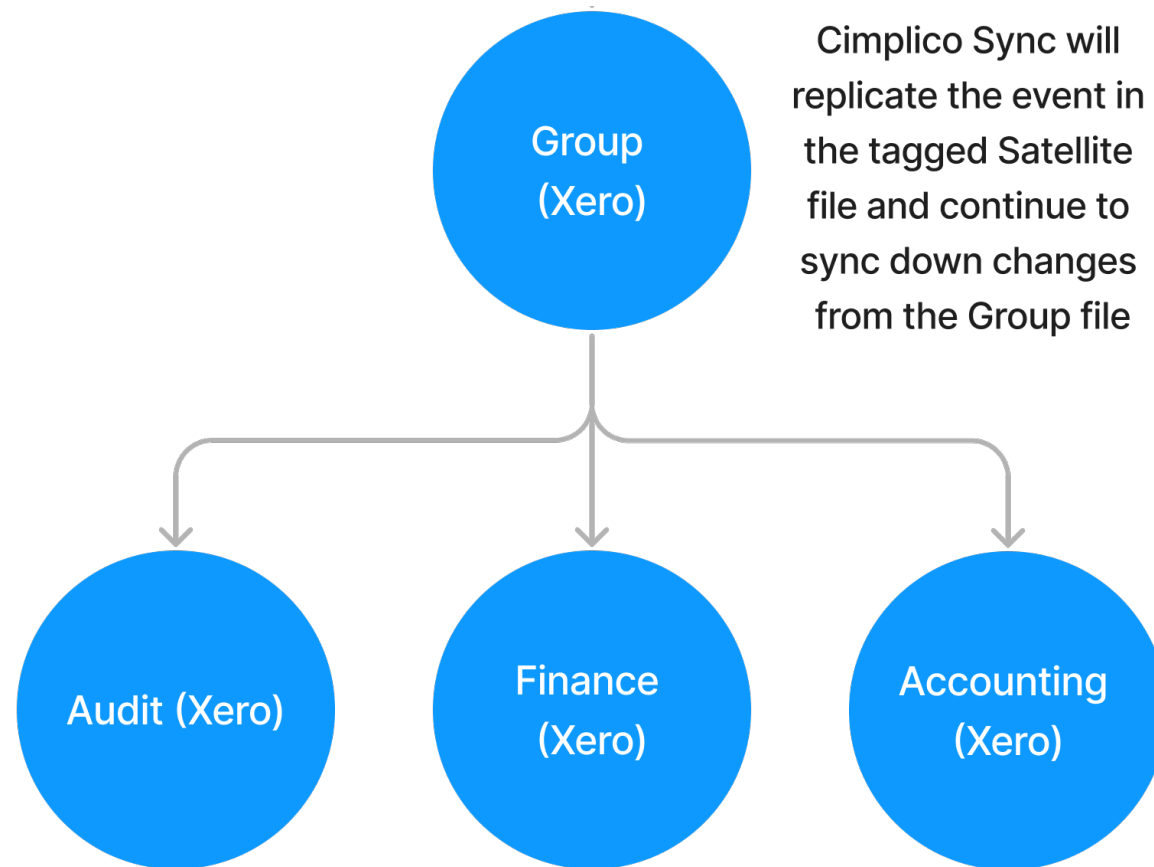 Group
(Xero)
Cimplico Sync will
replicate the event in
the tagged Satellite
file and continue to
sync down changes
from the Group file
Audit (Xero)
Finance
(Xero)
Accounting
(Xero)